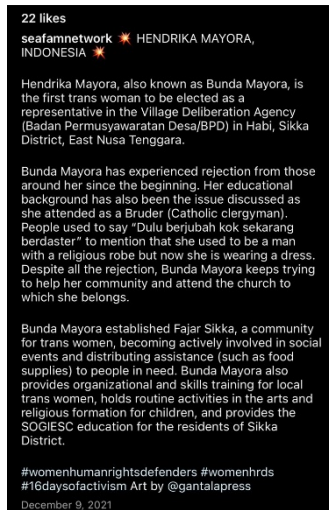 22 likes
seafamnetwork 💥 HENDRIKA MAYORA,
INDONESIA 💥
Hendrika Mayora, also known as Bunda Mayora, is
the first trans woman to be elected as a
representative in the Village Deliberation Agency
(Badan Permusyawaratan Desa/BPD) in Habi, Sikka
District, East Nusa Tenggara.
Bunda Mayora has experienced rejection from those
around her since the beginning. Her educational
background has also been the issue discussed as
she attended as a Bruder (Catholic clergyman).
People used to say “Dulu berjubah kok sekarang
berdaster” to mention that she used to be a man
with a religious robe but now she is wearing a dress.
Despite all the rejection, Bunda Mayora keeps trying
to help her community and attend the church to
which she belongs.
Bunda Mayora established Fajar Sikka, a community
for trans women, becoming actively involved in social
events and distributing assistance (such as food
supplies) to people in need. Bunda Mayora also
provides organizational and skills training for local
trans women, holds routine activities in the arts and
religious formation for children, and provides the
SOGIESC education for the residents of Sikka
District.
#womenhumanrightsdefenders #womenhrds
#16daysofactivism Art by @gantalapress
December 9, 2021